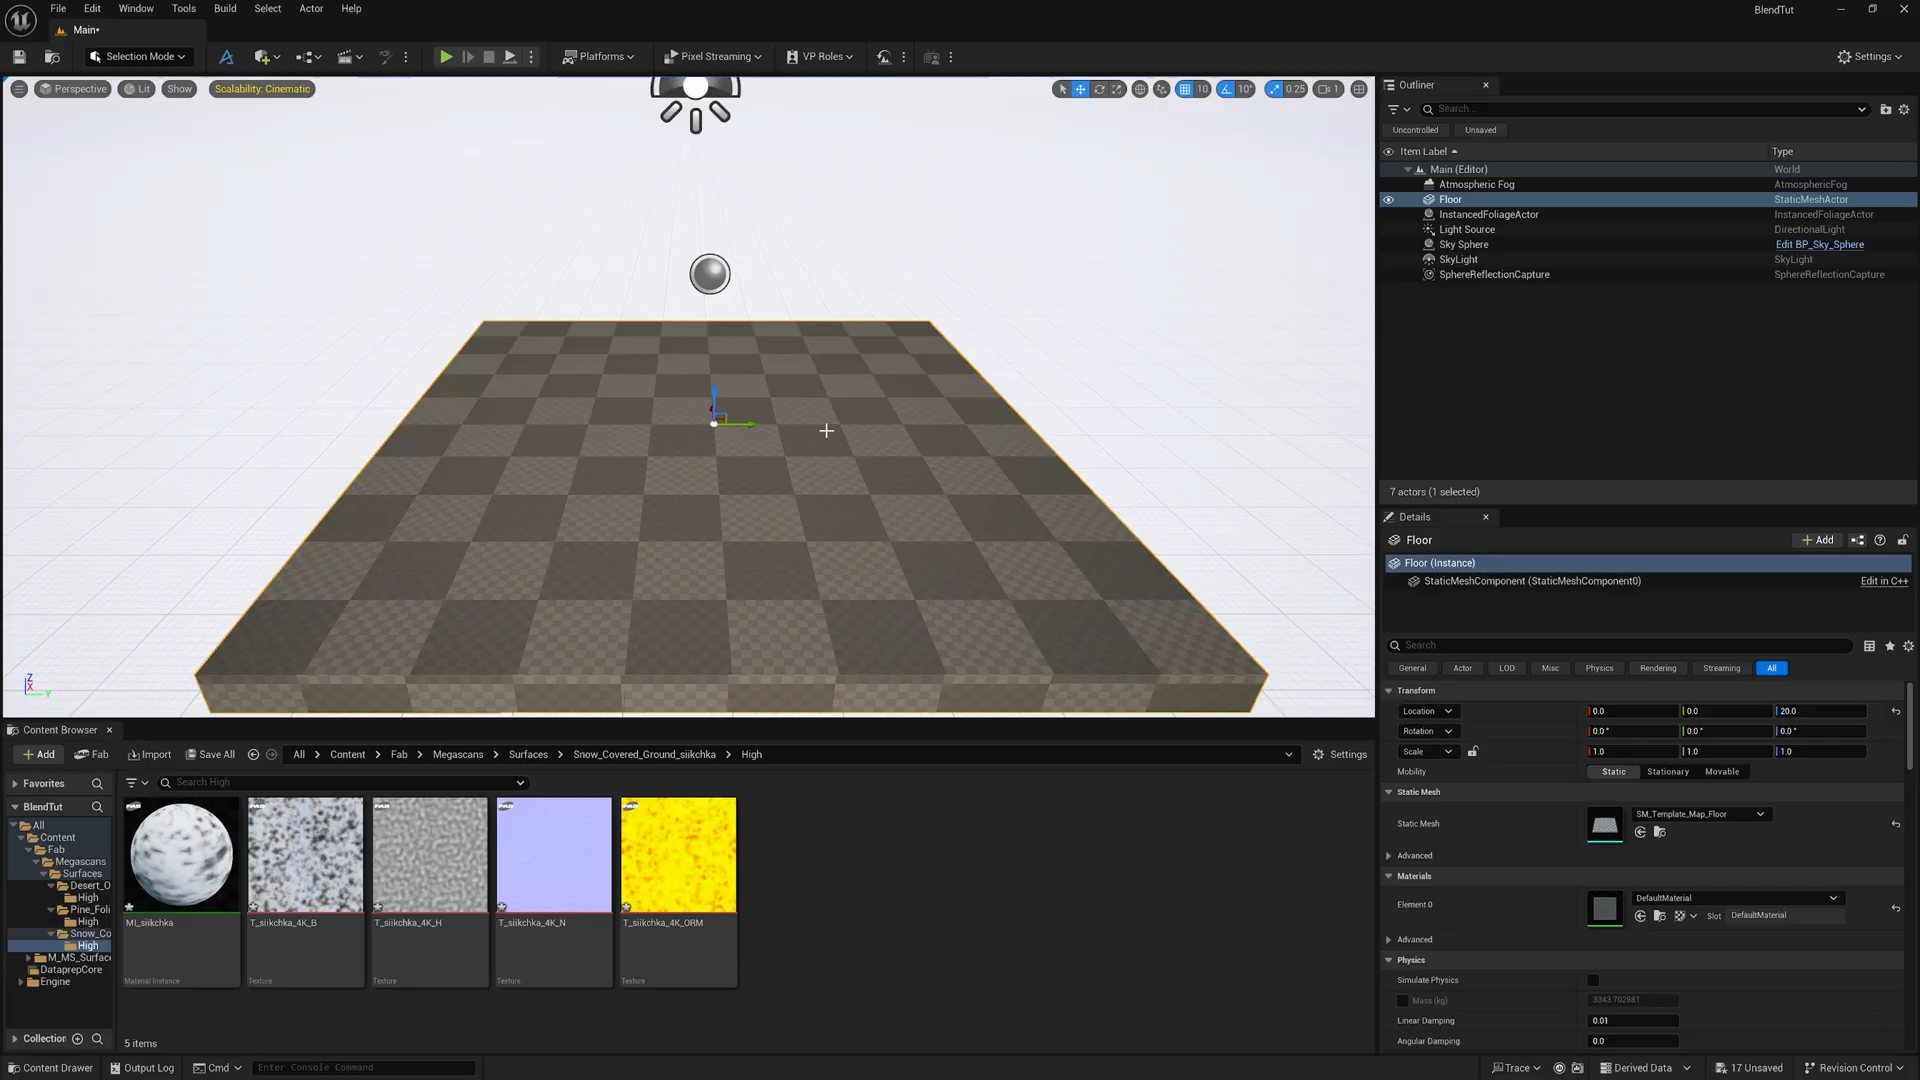 File Edit Window Tools Build Select Actor Help
BlendTut
Main*
Selection Mode
Platforms
Pixel Streaming
VP Roles
Settings
Perspective
Lit
Show
Scalability: Cinematic
10
10°
0.25
1
Outliner
Search...
Uncontrolled
Unsaved
Item Label
Type
Main (Editor) World
Atmospheric Fog AtmosphericFog
Floor StaticMeshActor
InstancedFoliageActor InstancedFoliageActor
Light Source DirectionalLight
Sky Sphere Edit BP_Sky_Sphere
SkyLight SkyLight
SphereReflectionCapture SphereReflectionCapture
7 actors (1 selected)
Details
Floor
Add
Floor (Instance)
StaticMeshComponent (StaticMeshComponent0) Edit in C++
Search
General Actor LOD Misc Physics Rendering Streaming All
Transform
Location 0.0 0.0 20.0
Rotation 0.0° 0.0° 0.0°
Scale 1.0 1.0 1.0
Mobility Static Stationary Movable
Static Mesh
Static Mesh SM_Template_Map_Floor
Advanced
Materials
Element 0 DefaultMaterial
Slot DefaultMaterial
Advanced
Physics
Simulate Physics
Mass (kg) 3343.702881
Linear Damping 0.01
Angular Damping 0.0
Z
X
Y
Content Browser
Add
Fab
Import
Save All
All Content Fab Megascans Surfaces Snow_Covered_Ground_siikchka High
Settings
Favorites
Search High
BlendTut
All
Content
Fab
Megascans
Surfaces
Desert_O
High
Pine_Foli
High
Snow_Co
High
M_MS_Surface
DataprepCore
Engine
Collection
FAB FAB FAB FAB FAB
MI_siikchka T_siikchka_4K_B T_siikchka_4K_H T_siikchka_4K_N T_siikchka_4K_ORM
Material Instance Texture Texture Texture Texture
5 items
Content Drawer
Output Log
Cmd
Enter Console Command
Trace
Derived Data
17 Unsaved
Revision Control